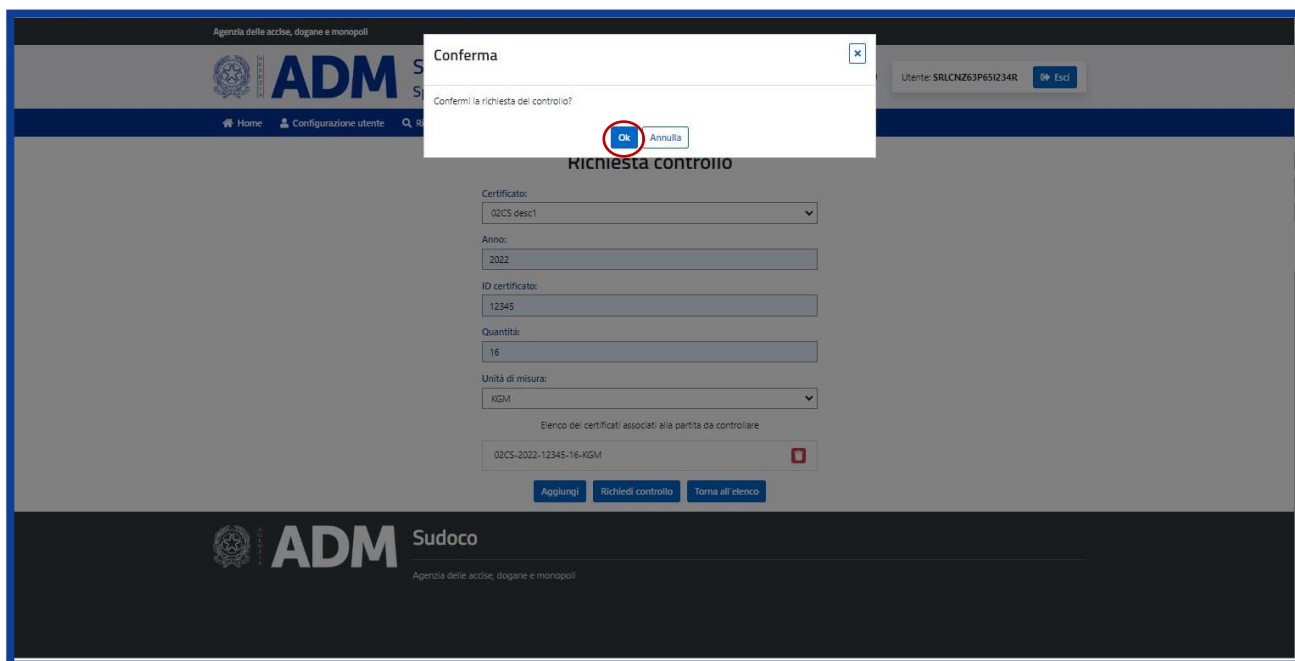 Agenzia delle accise, dogane e monopoli
Conferma
Confermi la richiesta del controllo?
Ok Annulla
AGENZIA ADM
Utente: SRLCNZ63P65I234R Esci
Home Configurazione utente
Richiesta controllo
Certificato:
02CS desc1
Anno:
2022
ID certificato:
12345
Quantità:
16
Unità di misura:
KGM
Elenco dei certificati associati alla partita da controllare
02CS-2022-12345-16-KGM
Aggiungi Richiedi controllo Torna all'elenco
AGENZIA ADM Sudoco
Agenzia delle accise, dogane e monopoli